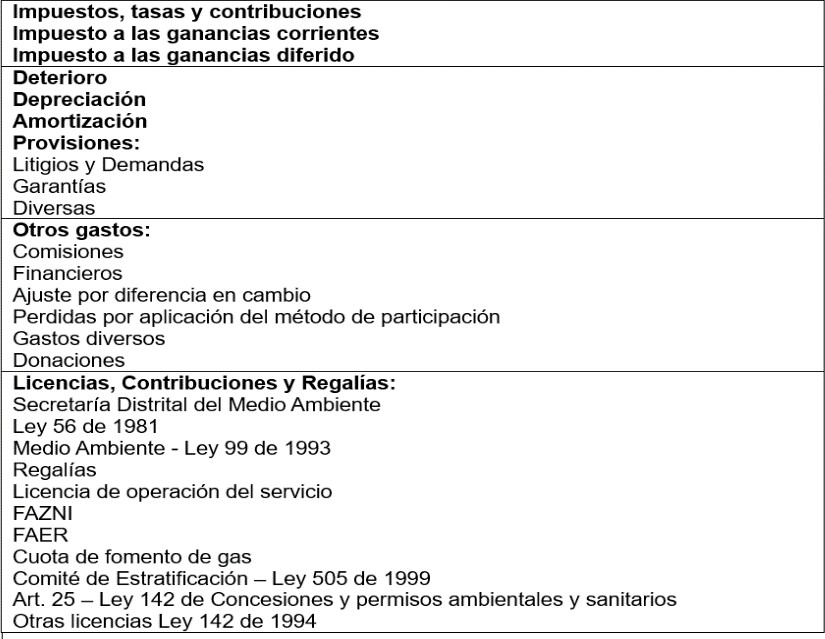 Impuestos, tasas y contribuciones
Impuesto a las ganancias corrientes
Impuesto a las ganancias diferido
Deterioro
Depreciación
Amortización
Provisiones:
Litigios y Demandas
Garantías
Diversas
Otros gastos:
Comisiones
Financieros
Ajuste por diferencia en cambio
Perdidas por aplicación del método de participación
Gastos diversos
Donaciones
Licencias, Contribuciones y Regalías:
Secretaría Distrital del Medio Ambiente
Ley 56 de 1981
Medio Ambiente - Ley 99 de 1993
Regalías
Licencia de operación del servicio
FAZNI
FAER
Cuota de fomento de gas
Comité de Estratificación – Ley 505 de 1999
Art. 25 – Ley 142 de Concesiones y permisos ambientales y sanitarios
Otras licencias Ley 142 de 1994